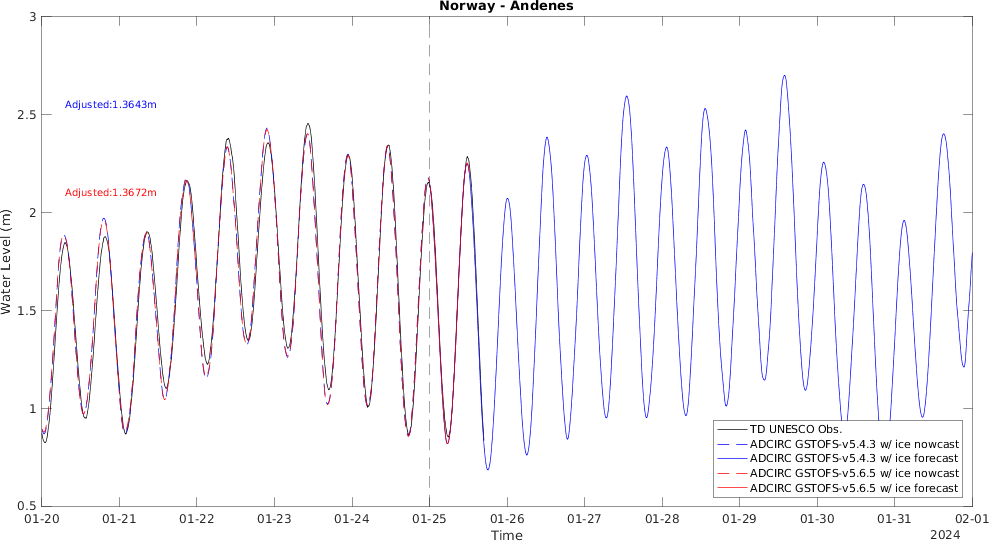 Norway - Andenes
3
2.5
2
1.5
1
0.5
Water Level (m)
Adjusted:1.3643m
Adjusted:1.3672m
TD UNESCO Obs.
ADCIRC GSTOFS-v5.4.3 w/ ice nowcast
ADCIRC GSTOFS-v5.4.3 w/ ice forecast
ADCIRC GSTOFS-v5.6.5 w/ ice nowcast
ADCIRC GSTOFS-v5.6.5 w/ ice forecast
01-20 01-21 01-22 01-23 01-24 01-25 01-26 01-27 01-28 01-29 01-30 01-31 02-01
Time
2024